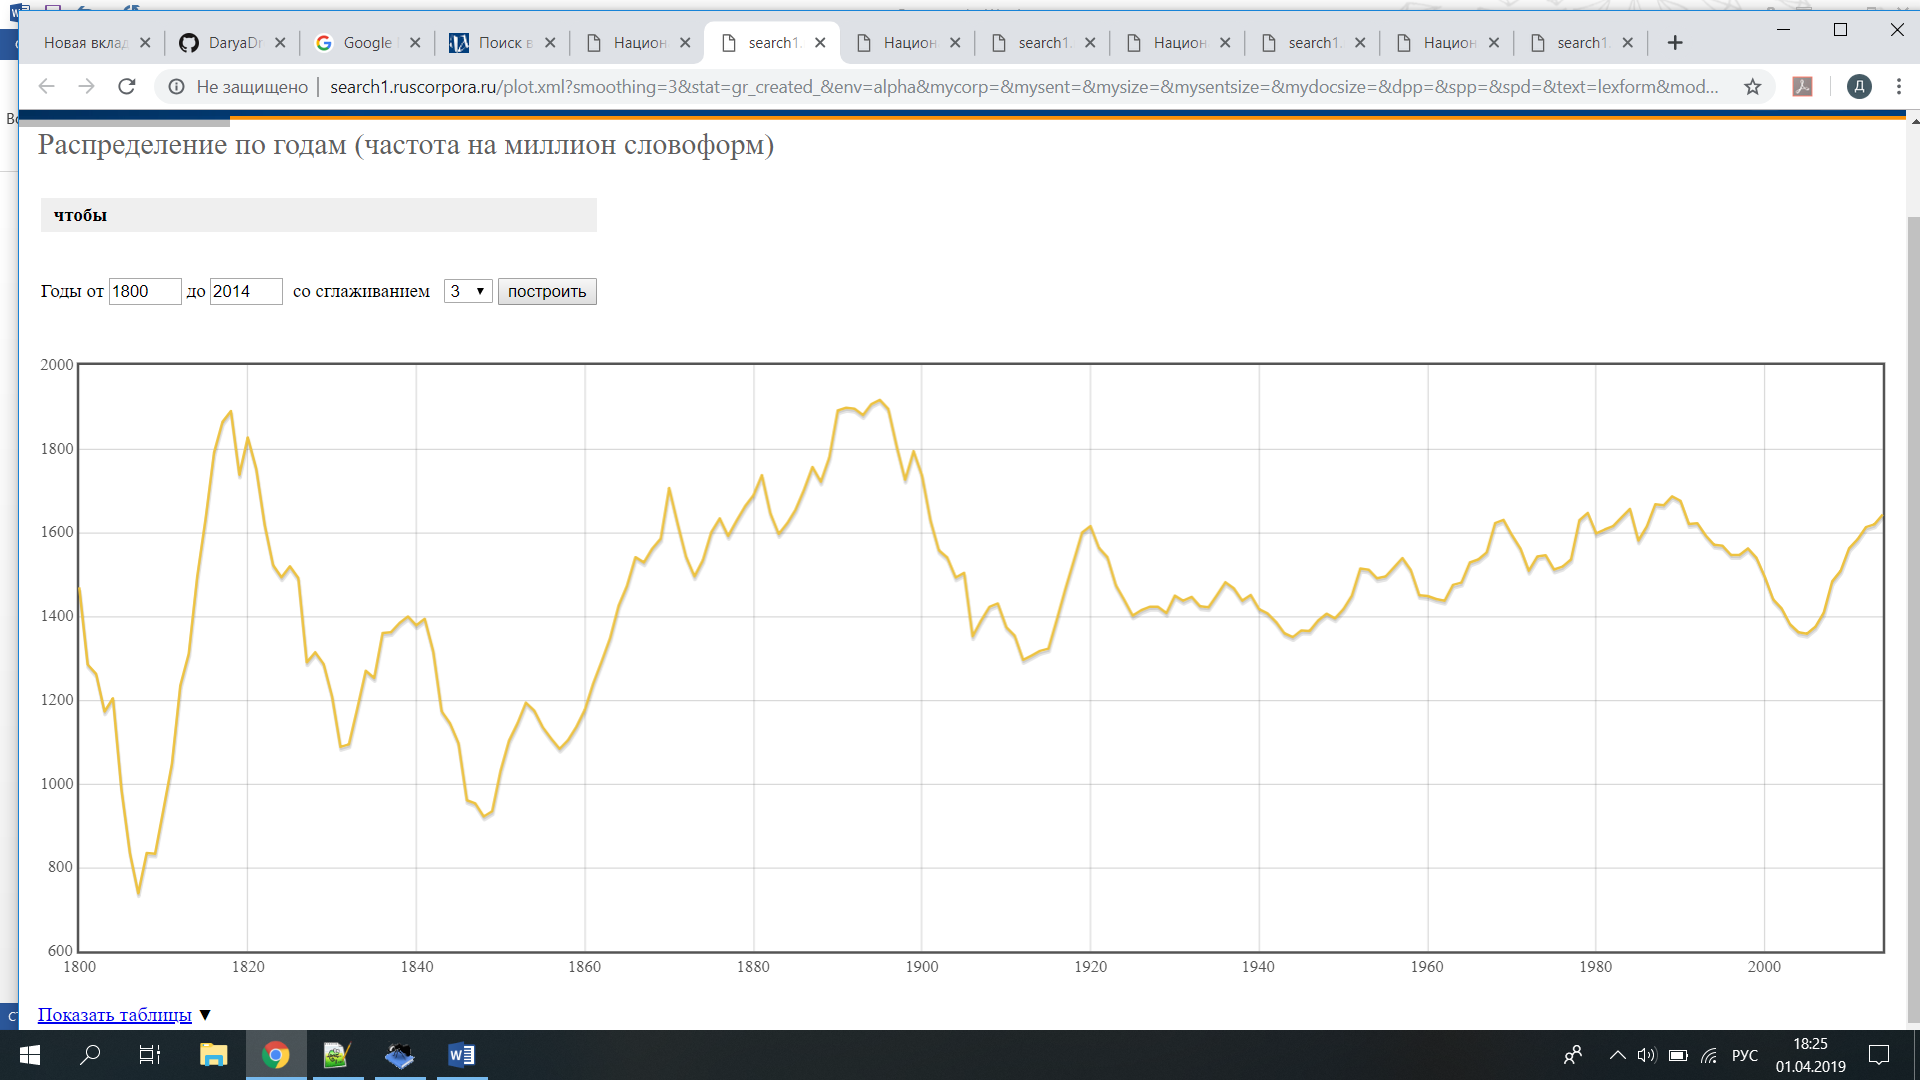 Новая вклад
DaryaDr
Google
Поиск в
Национ
search1.
Национ
search1.
Национ
search1.
Национ
search1.
Не защищено | search1.ruscorpora.ru/plot.xml?smoothing=3&stat=gr_created_&env=alpha&mycorp=&mysent=&mysize=&mysentsize=&mydocsize=&dpp=&spp=&spd=&text=lexform&mod...
Распределение по годам (частота на миллион словоформ)
чтобы
Годы от 1800 до 2014 со сглаживанием 3 построить
2000
1800
1600
1400
1200
1000
800
600
1800 1820 1840 1860 1880 1900 1920 1940 1960 1980 2000
Показать таблицы ▼
РУС
18:25
01.04.2019